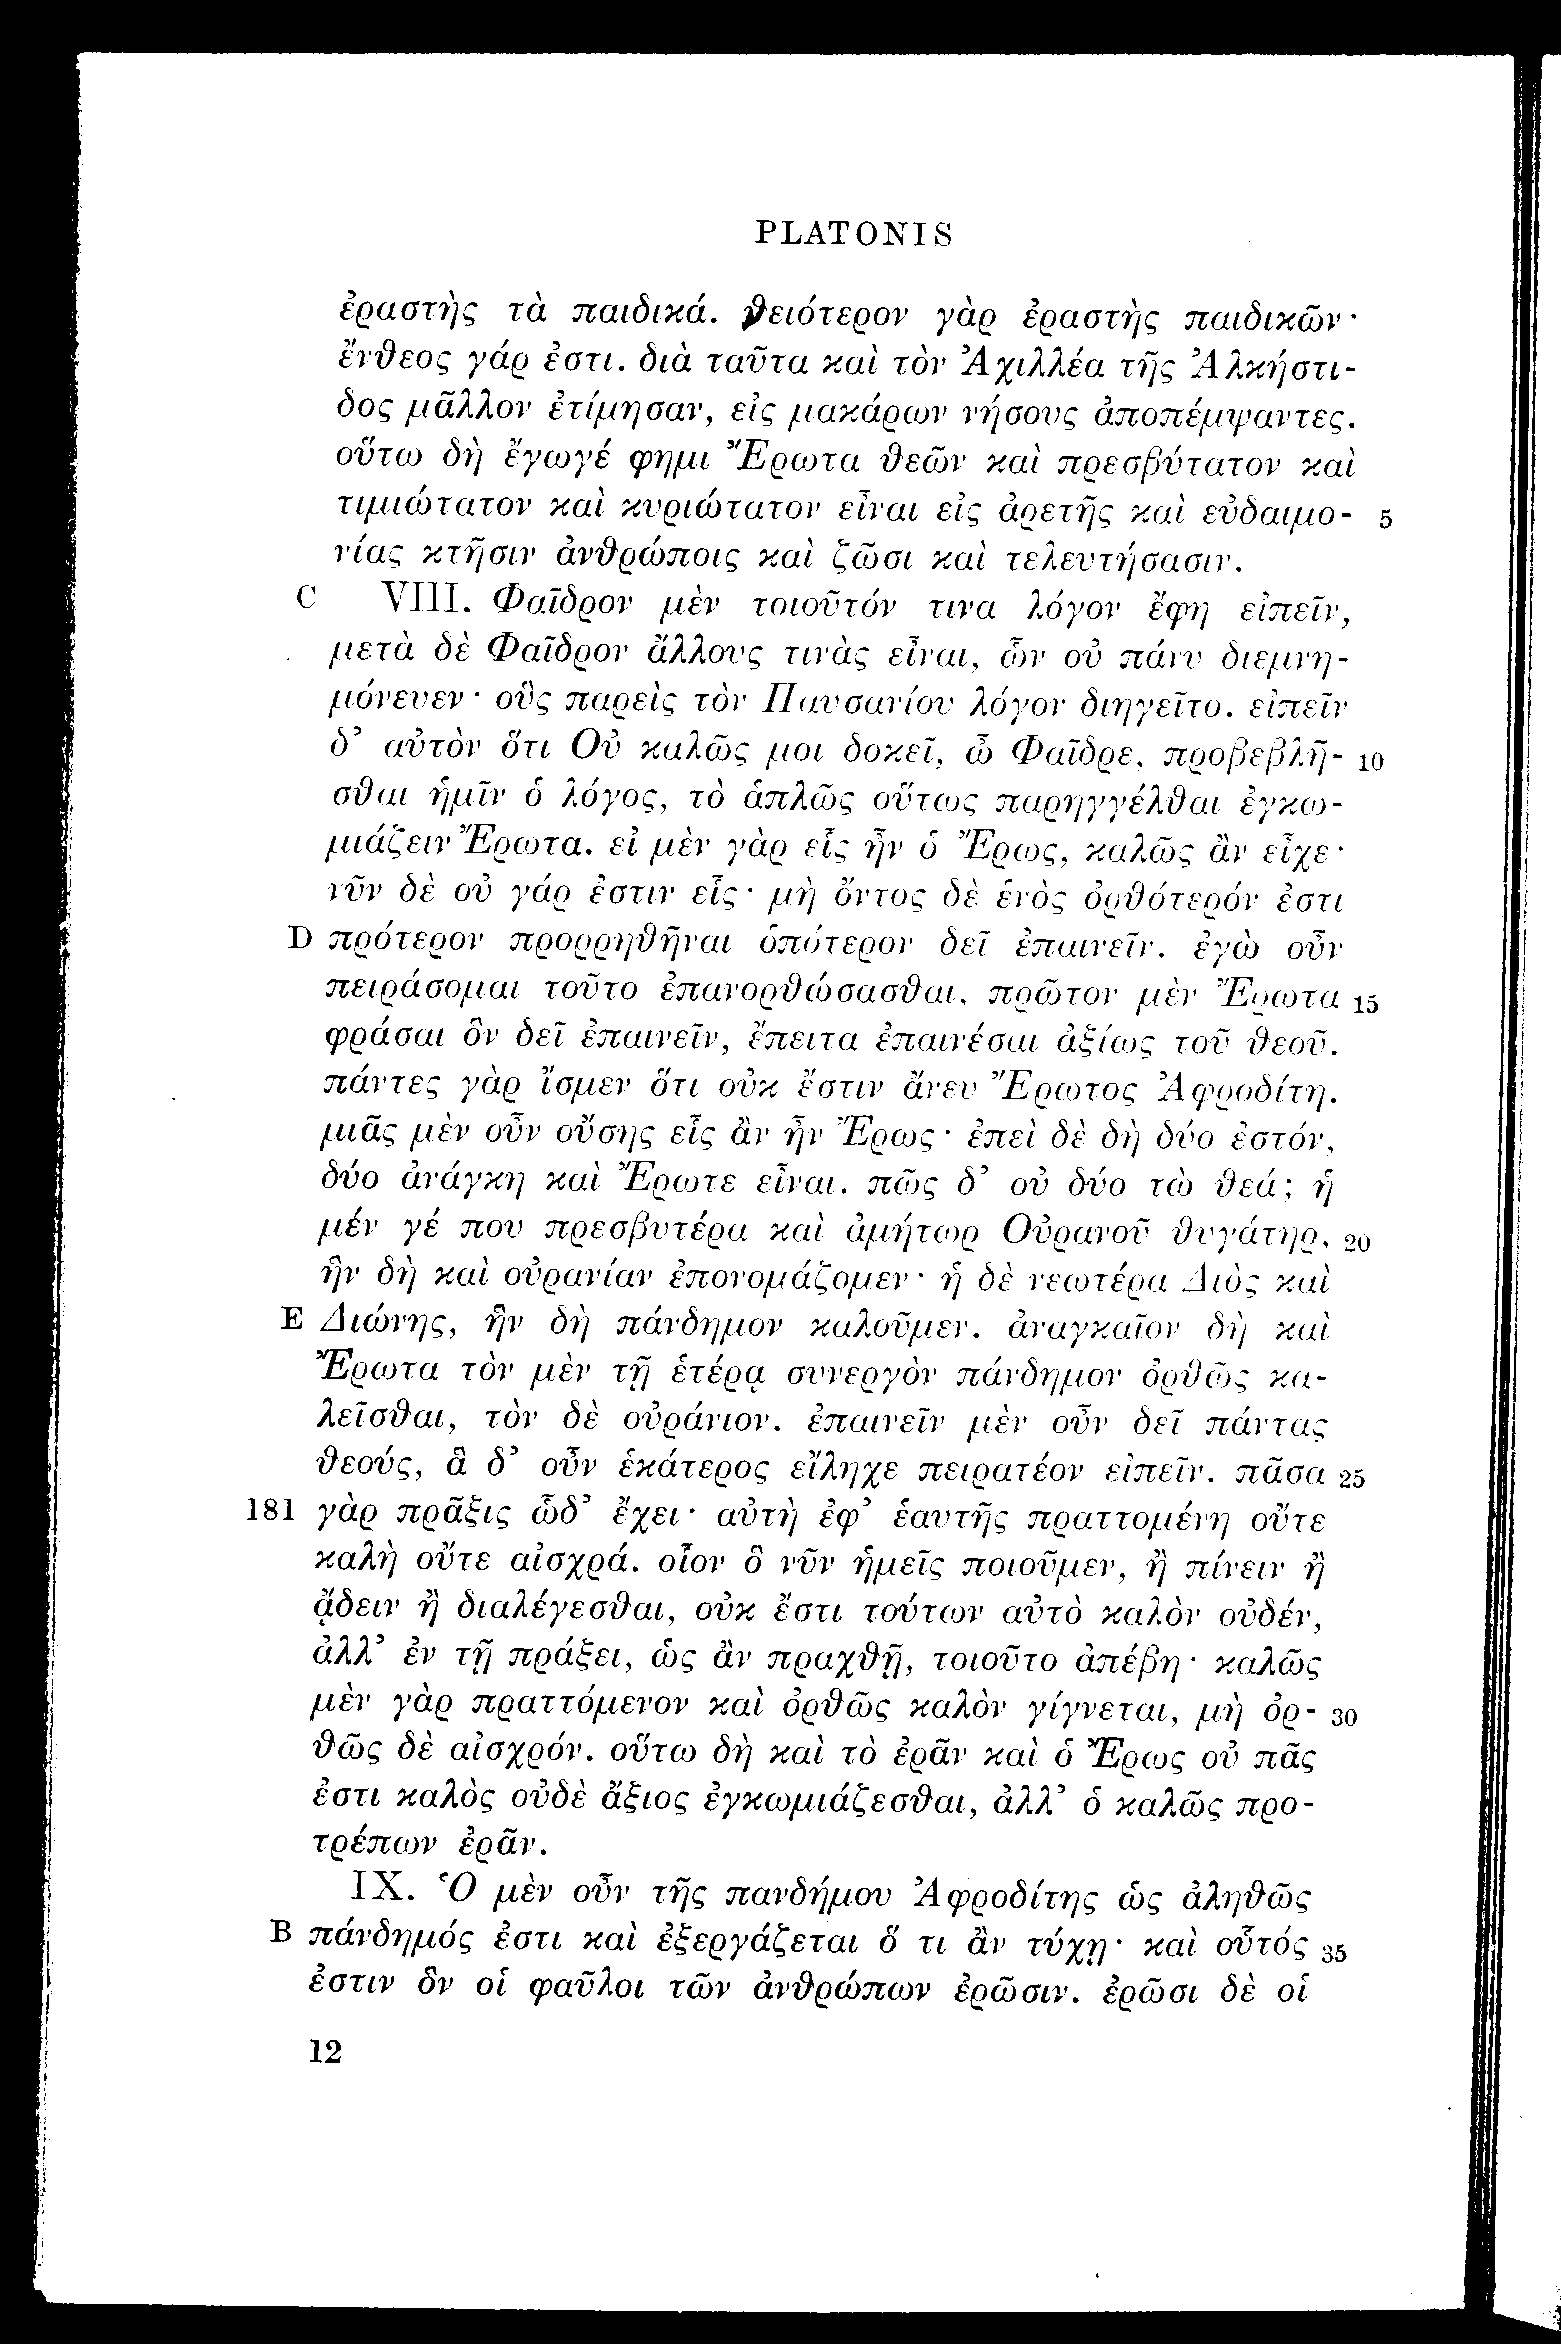 PLATONIS
ἐραστὴς τὰ παιδικά. θειότερον γὰρ ἐραστὴς παιδικῶν·
ἔνθεος γάρ ἐστι. διὰ ταῦτα καὶ τὸν Ἀχιλλέα τῆς Ἀλκήστι-
δος μᾶλλον ἐτίμησαν, εἰς μακάρων νήσους ἀποπέμψαντες.
οὕτω δὴ ἔγωγέ φημι Ἔρωτα θεῶν καὶ πρεσβύτατον καὶ
τιμιώτατον καὶ κυριώτατον εἶναι εἰς ἀρετῆς καὶ εὐδαιμο- 5
νίας κτῆσιν ἀνθρώποις καὶ ζῶσι καὶ τελευτήσασιν.
C VIII. Φαῖδρον μὲν τοιοῦτόν τινα λόγον ἔφη εἰπεῖν,
μετὰ δὲ Φαῖδρον ἄλλους τινὰς εἶναι, ὧν οὐ πάνυ διεμνη-
μόνευεν· οὓς παρεὶς τὸν Παυσανίου λόγον διηγεῖτο. εἰπεῖν
δ’ αὐτὸν ὅτι Οὐ καλῶς μοι δοκεῖ, ὦ Φαῖδρε, προβεβλῆ- 10
σθαι ἡμῖν ὁ λόγος, τὸ ἁπλῶς οὕτως παρηγγέλθαι ἐγκω-
μιάζειν Ἔρωτα. εἰ μὲν γὰρ εἷς ἦν ὁ Ἔρως, καλῶς ἂν εἶχε·
νῦν δὲ οὐ γάρ ἐστιν εἷς· μὴ ὄντος δὲ ἑνὸς ὀρθότερόν ἐστι
D πρότερον προρρηθῆναι ὁπότερον δεῖ ἐπαινεῖν. ἐγὼ οὖν
πειράσομαι τοῦτο ἐπανορθώσασθαι, πρῶτον μὲν Ἔρωτα 15
φράσαι ὃν δεῖ ἐπαινεῖν, ἔπειτα ἐπαινέσαι ἀξίως τοῦ θεοῦ.
πάντες γὰρ ἴσμεν ὅτι οὐκ ἔστιν ἄνευ Ἔρωτος Ἀφροδίτη.
μιᾶς μὲν οὖν οὔσης εἷς ἂν ἦν Ἔρως· ἐπεὶ δὲ δὴ δύο ἐστόν,
δύο ἀνάγκη καὶ Ἔρωτε εἶναι. πῶς δ’ οὐ δύο τὼ θεά; ἡ
μέν γέ που πρεσβυτέρα καὶ ἀμήτωρ Οὐρανοῦ θυγάτηρ, 20
ἣν δὴ καὶ οὐρανίαν ἐπονομάζομεν· ἡ δὲ νεωτέρα Διὸς καὶ
E Διώνης, ἣν δὴ πάνδημον καλοῦμεν. ἀναγκαῖον δὴ καὶ
Ἔρωτα τὸν μὲν τῇ ἑτέρᾳ συνεργὸν πάνδημον ὀρθῶς κα-
λεῖσθαι, τὸν δὲ οὐράνιον. ἐπαινεῖν μὲν οὖν δεῖ πάντας
θεούς, ἃ δ’ οὖν ἑκάτερος εἴληχε πειρατέον εἰπεῖν. πᾶσα 25
181 γὰρ πρᾶξις ὧδ’ ἔχει· αὐτὴ ἐφ’ ἑαυτῆς πραττομένη οὔτε
καλὴ οὔτε αἰσχρά. οἷον ὃ νῦν ἡμεῖς ποιοῦμεν, ἢ πίνειν ἢ
ᾄδειν ἢ διαλέγεσθαι, οὐκ ἔστι τούτων αὐτὸ καλὸν οὐδέν,
ἀλλ’ ἐν τῇ πράξει, ὡς ἂν πραχθῇ, τοιοῦτο ἀπέβη· καλῶς
μὲν γὰρ πραττόμενον καὶ ὀρθῶς καλὸν γίγνεται, μὴ ὀρ- 30
θῶς δὲ αἰσχρόν. οὕτω δὴ καὶ τὸ ἐρᾶν καὶ ὁ Ἔρως οὐ πᾶς
ἐστι καλὸς οὐδὲ ἄξιος ἐγκωμιάζεσθαι, ἀλλ’ ὁ καλῶς προ-
τρέπων ἐρᾶν.
IX. Ὁ μὲν οὖν τῆς πανδήμου Ἀφροδίτης ὡς ἀληθῶς
B πάνδημός ἐστι καὶ ἐξεργάζεται ὅ τι ἂν τύχῃ· καὶ οὗτός 35
ἐστιν ὃν οἱ φαῦλοι τῶν ἀνθρώπων ἐρῶσιν. ἐρῶσι δὲ οἱ
12